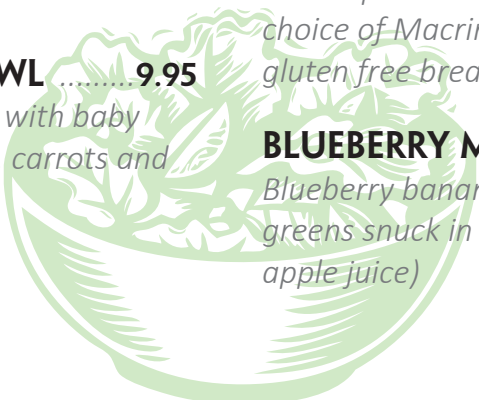 WL .........9.95
with baby
carrots and
choice of Macrin
gluten free brea
BLUEBERRY M
Blueberry banan
greens snuck in
apple juice)